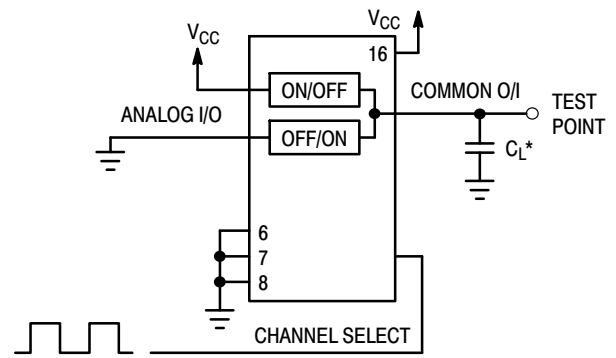 V_CC
V_CC
16
ON/OFF
COMMON O/I
TEST
POINT
ANALOG I/O
OFF/ON
C_L*
6
7
8
CHANNEL SELECT